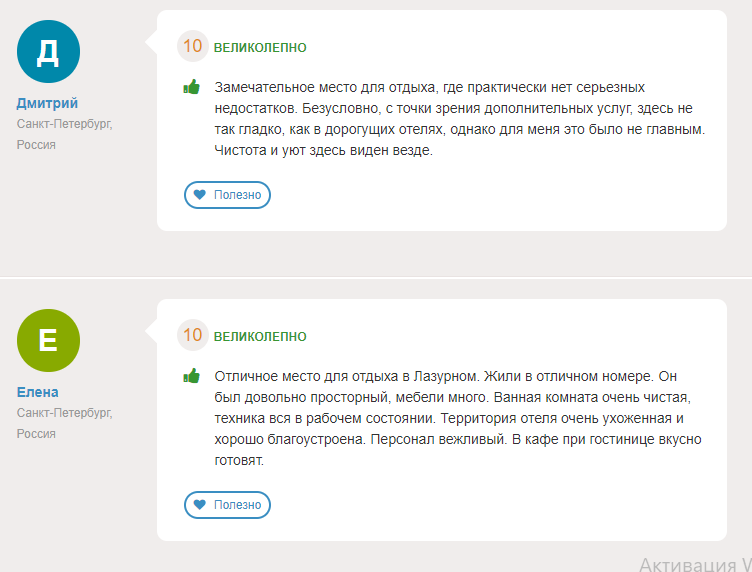 Д
10 ВЕЛИКОЛЕПНО
Замечательное место для отдыха, где практически нет серьезных
недостатков. Безусловно, с точки зрения дополнительных услуг, здесь не
так гладко, как в дорогущих отелях, однако для меня это было не главным.
Чистота и уют здесь виден везде.
Дмитрий
Санкт-Петербург,
Россия
Полезно
Е
10 ВЕЛИКОЛЕПНО
Отличное место для отдыха в Лазурном. Жили в отличном номере. Он
был довольно просторный, мебели много. Ванная комната очень чистая,
техника вся в рабочем состоянии. Территория отеля очень ухоженная и
хорошо благоустроена. Персонал вежливый. В кафе при гостинице вкусно
готовят.
Елена
Санкт-Петербург,
Россия
Полезно
Активация W